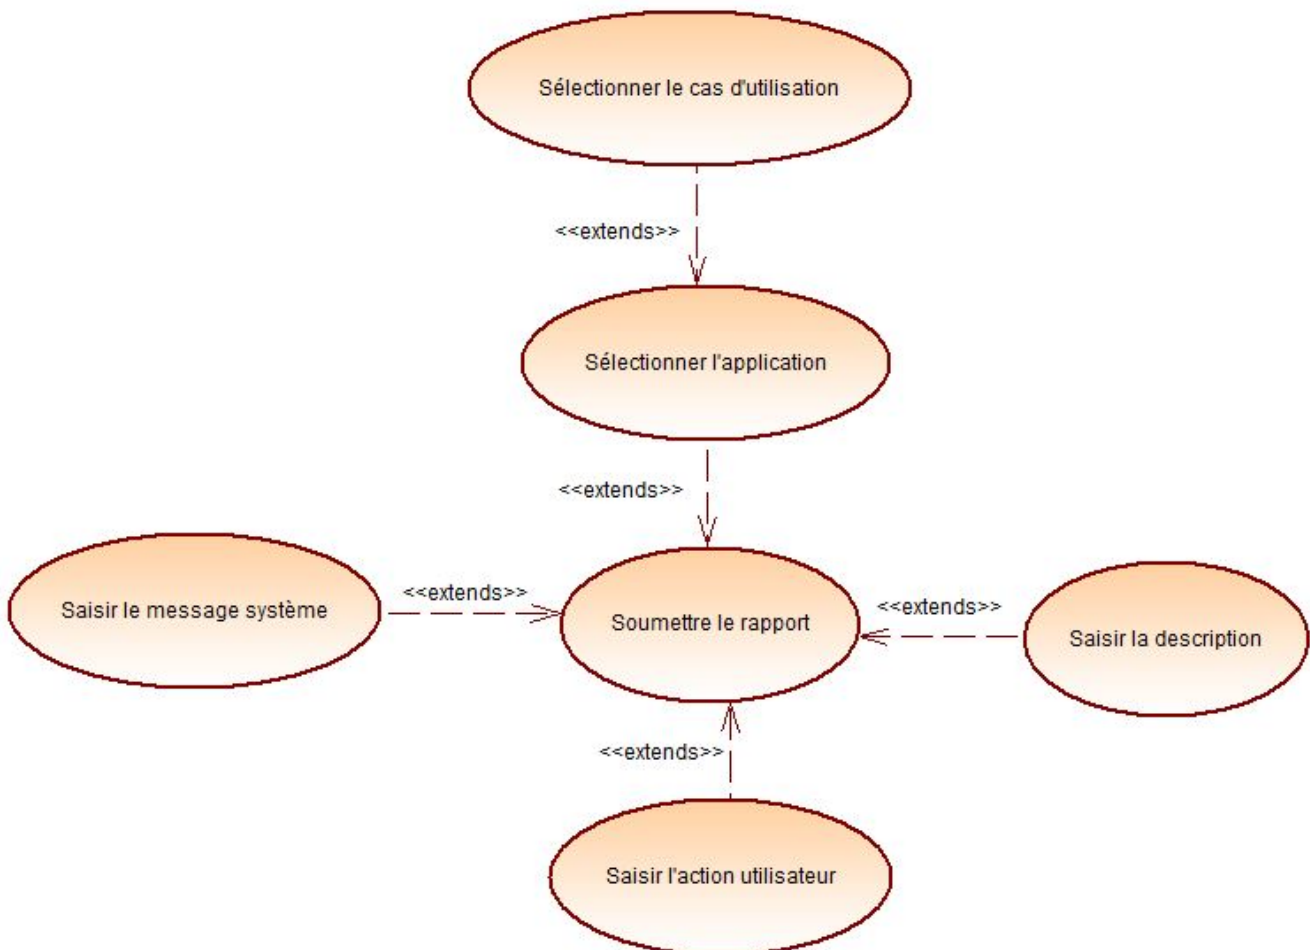 Sélectionner le cas d'utilisation
<<extends>>
Sélectionner l'application
<<extends>>
Saisir le message système
<<extends>>
Soumettre le rapport
<<extends>>
Saisir la description
<<extends>>
Saisir l'action utilisateur